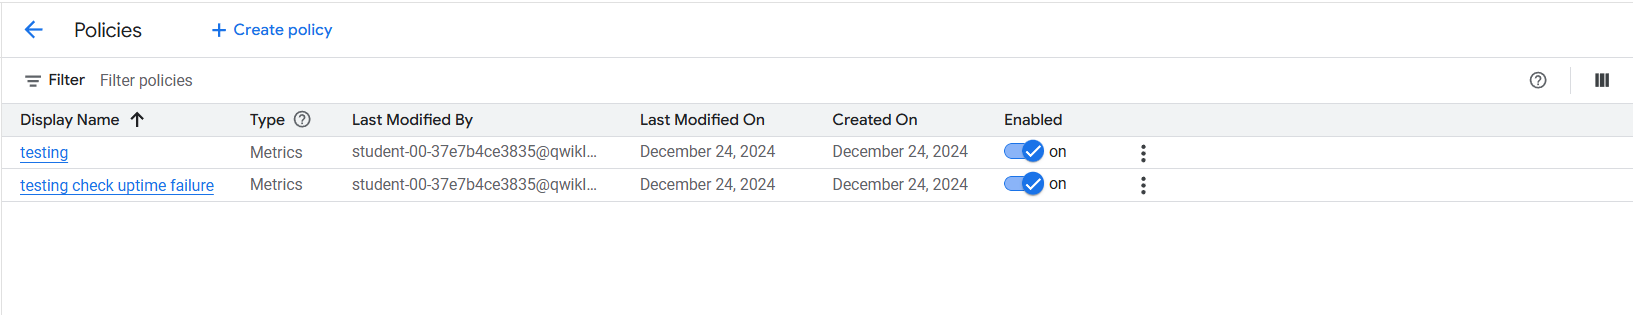 Policies Create policy
Filter Filter policies
Display Name Type Last Modified By Last Modified On Created On Enabled
testing Metrics student-00-37e7b4ce3835@qwikl... December 24, 2024 December 24, 2024 on
testing check uptime failure Metrics student-00-37e7b4ce3835@qwikl... December 24, 2024 December 24, 2024 on